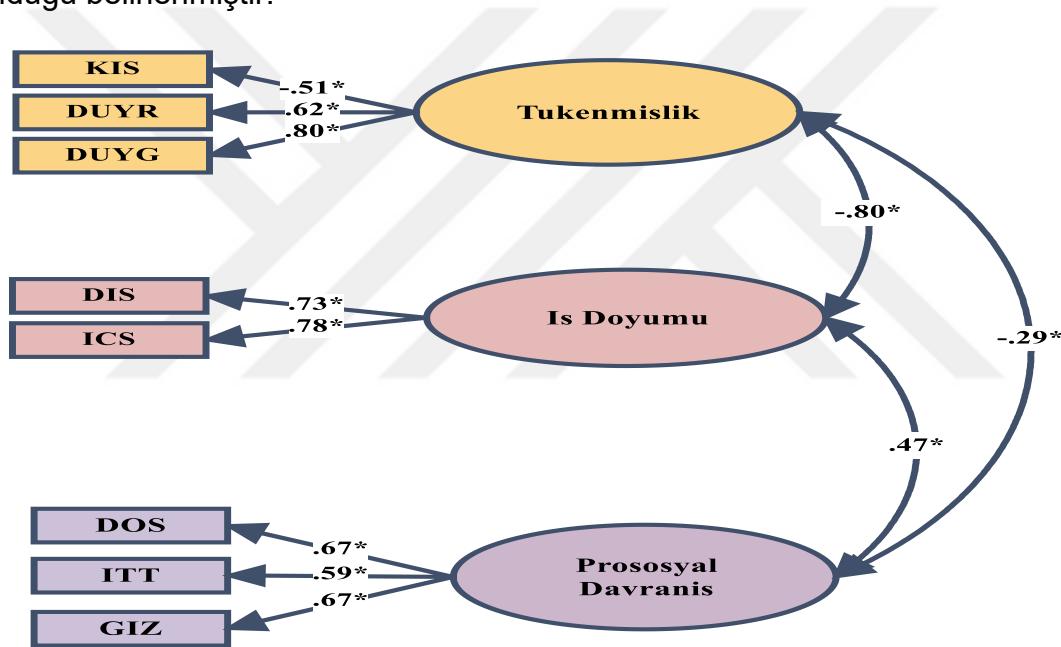 KIS
-.51*
DUYR
.62*
Tukenmislik
DUYG
.80*
-.80*
DIS
.73*
Is Doyumu
ICS
.78*
-.29*
.47*
DOS
.67*
ITT
.59*
Prososyal
Davranis
GIZ
.67*